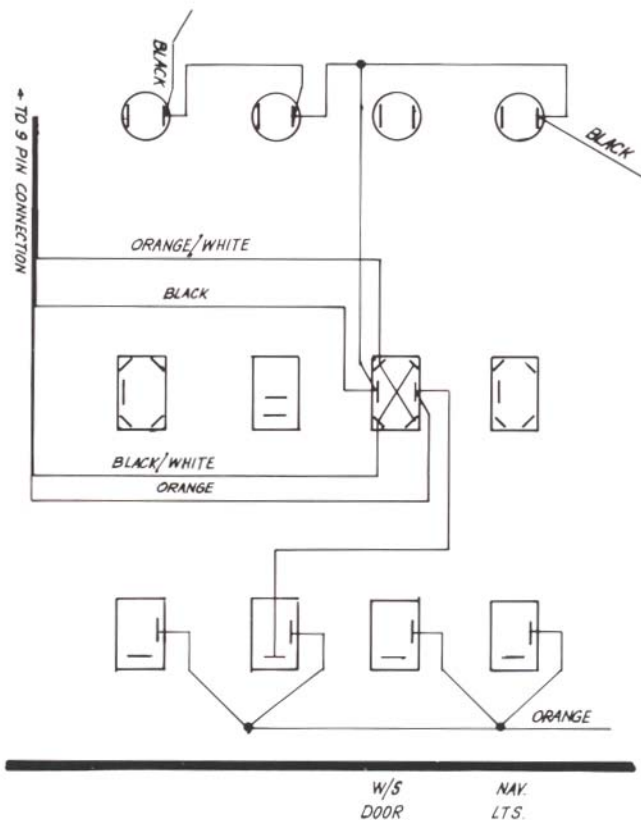 BLACK
← TO 9 PIN CONNECTION
BLACK
ORANGE/WHITE
BLACK
BLACK/WHITE
ORANGE
ORANGE
W/S NAV.
DOOR LTS.